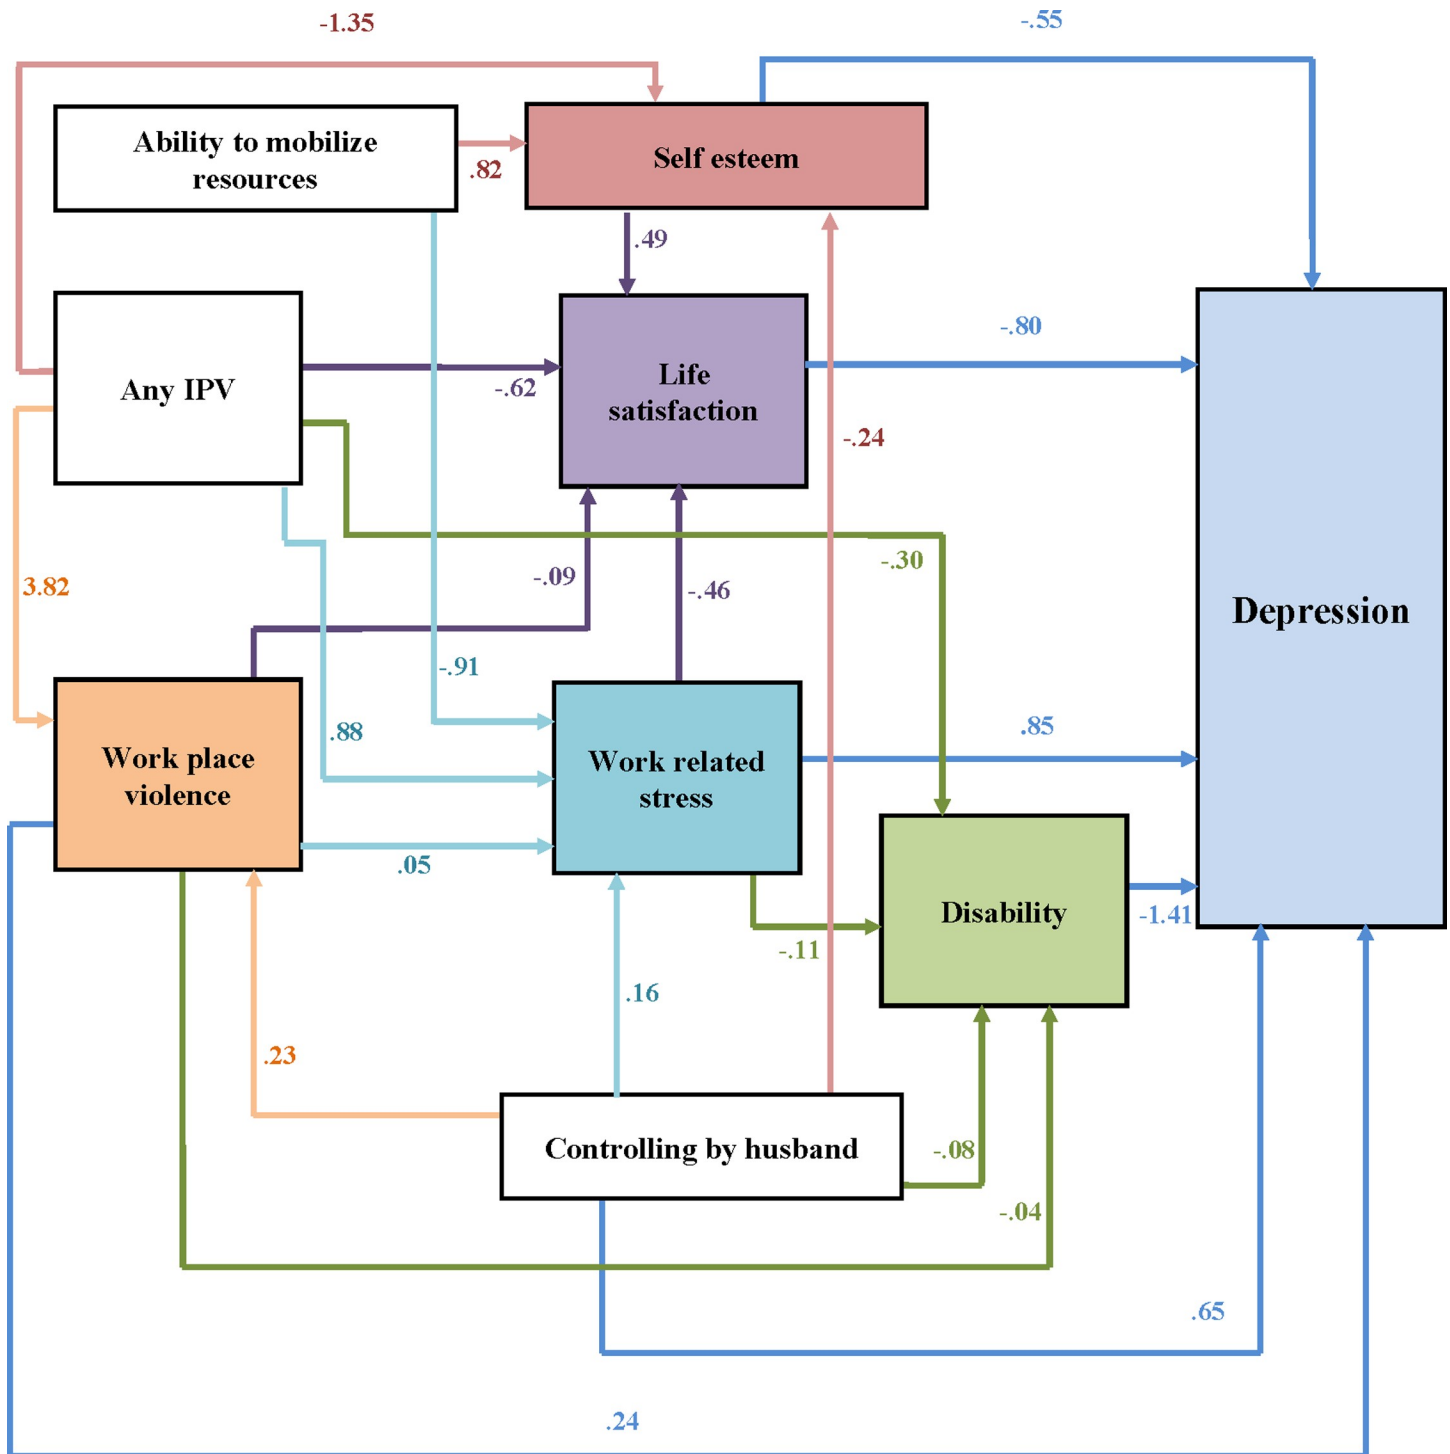 -1.35
-.55
Ability to mobilize
resources
.82
Self esteem
.49
Any IPV
-.62
Life
satisfaction
-.80
-.24
3.82
-.09
-.46
-.30
Depression
-.91
.88
Work place
violence
.05
Work related
stress
.85
Disability
-1.41
-.11
.16
.23
Controlling by husband
-.08
-.04
.65
.24